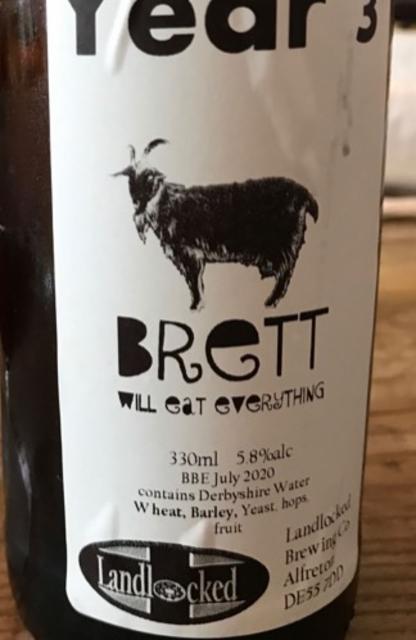 Year 3
BRETT
WILL eaT eVERYTHING
330ml 5.8%alc
BBE July 2020
contains Derbyshire Water
Wheat, Barley, Yeast, hops,
fruit
Landlocked
Brewing Co
Alfreton
DE55 7DD
Landlocked